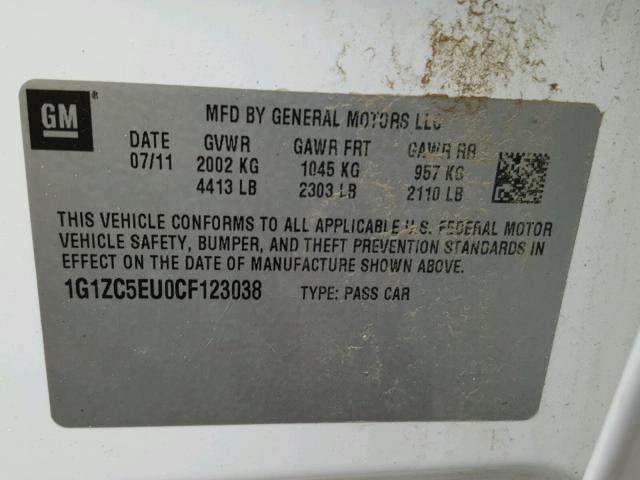 GM®
MFD BY GENERAL MOTORS LLC
DATE GVWR GAWR FRT GAWR RR
07/11 2002 KG 1045 KG 957 KG
4413 LB 2303 LB 2110 LB
THIS VEHICLE CONFORMS TO ALL APPLICABLE U.S. FEDERAL MOTOR
VEHICLE SAFETY, BUMPER, AND THEFT PREVENTION STANDARDS IN
EFFECT ON THE DATE OF MANUFACTURE SHOWN ABOVE.
1G1ZC5EU0CF123038 TYPE: PASS CAR